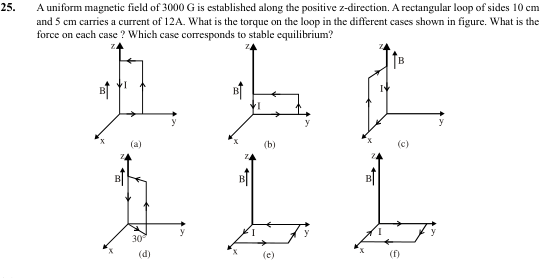 25. A uniform magnetic field of 3000 G is established along the positive z-direction. A rectangular loop of sides 10 cm
and 5 cm carries a current of 12A. What is the torque on the loop in the different cases shown in figure. What is the
force on each case ? Which case corresponds to stable equilibrium?
z z z
B I B I B I
y y y
x x x
(a) (b) (c)
z z z
B B B
30° I I
y y y
x x x
(d) (e) (f)